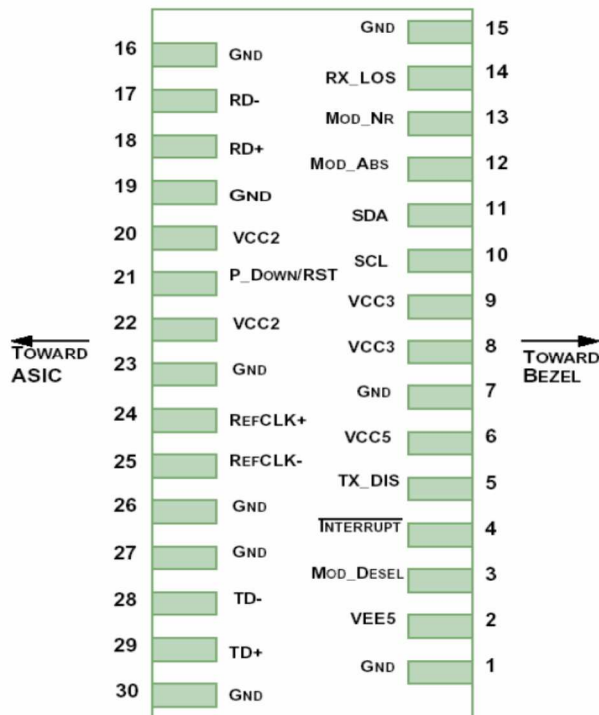 GND 15
16 GND
RX_LOS 14
17 RD-
MOD_NR 13
18 RD+
MOD_ABS 12
19 GND
SDA 11
20 VCC2
SCL 10
21 P_DOWN/RST
VCC3 9
22 VCC2
TOWARD
ASIC
VCC3 8
TOWARD
BEZEL
23 GND
GND 7
24 REFCLK+
VCC5 6
25 REFCLK-
TX_DIS 5
26 GND
INTERRUPT 4
27 GND
MOD_DESEL 3
28 TD-
VEE5 2
29 TD+
GND 1
30 GND